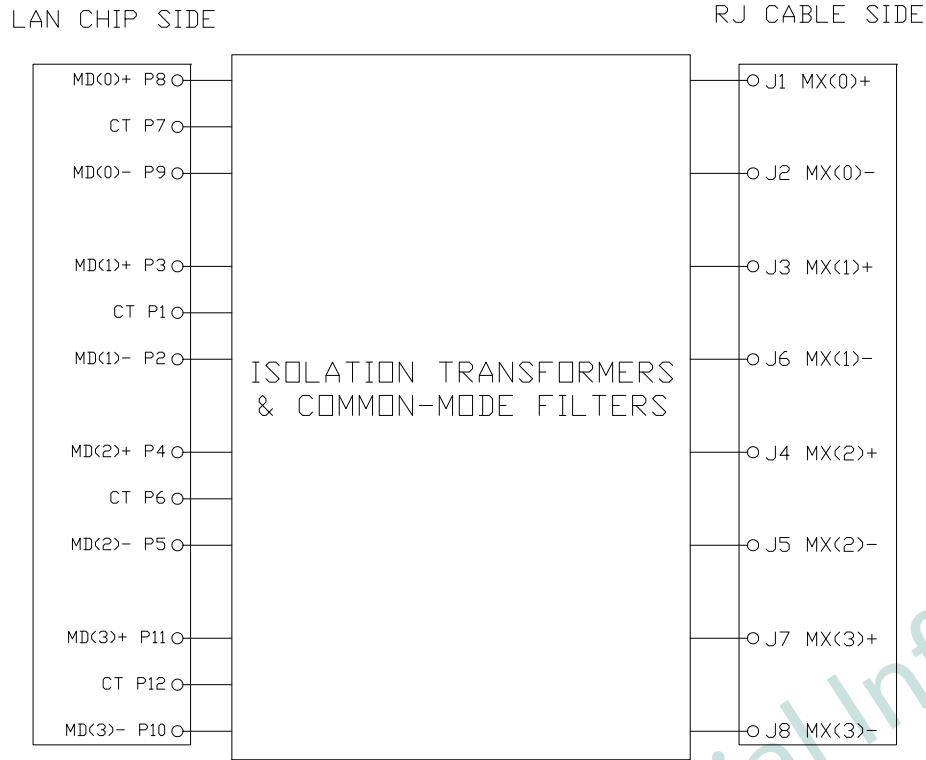 LAN CHIP SIDE
RJ CABLE SIDE
MD(0)+ P8
CT P7
MD(0)- P9
MD(1)+ P3
CT P1
MD(1)- P2
MD(2)+ P4
CT P6
MD(2)- P5
MD(3)+ P11
CT P12
MD(3)- P10
ISOLATION TRANSFORMERS
& COMMON-MODE FILTERS
J1 MX(0)+
J2 MX(0)-
J3 MX(1)+
J6 MX(1)-
J4 MX(2)+
J5 MX(2)-
J7 MX(3)+
J8 MX(3)-